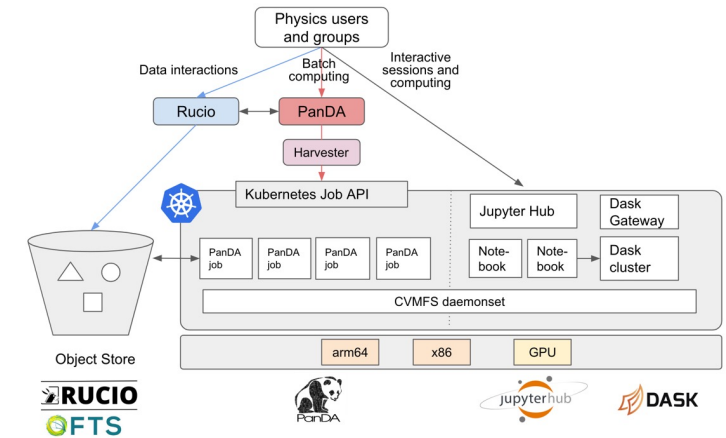 Physics users
and groups
Data interactions
Batch
computing
Interactive
sessions and
computing
Rucio
PanDA
Harvester
Kubernetes Job API
Jupyter Hub
Dask
Gateway
PanDA
job
PanDA
job
PanDA
job
PanDA
job
Note-
book
Note-
book
Dask
cluster
CVMFS daemonset
arm64
x86
GPU
Object Store
RUCIO
FTS
PanDA
jupyterhub
DASK